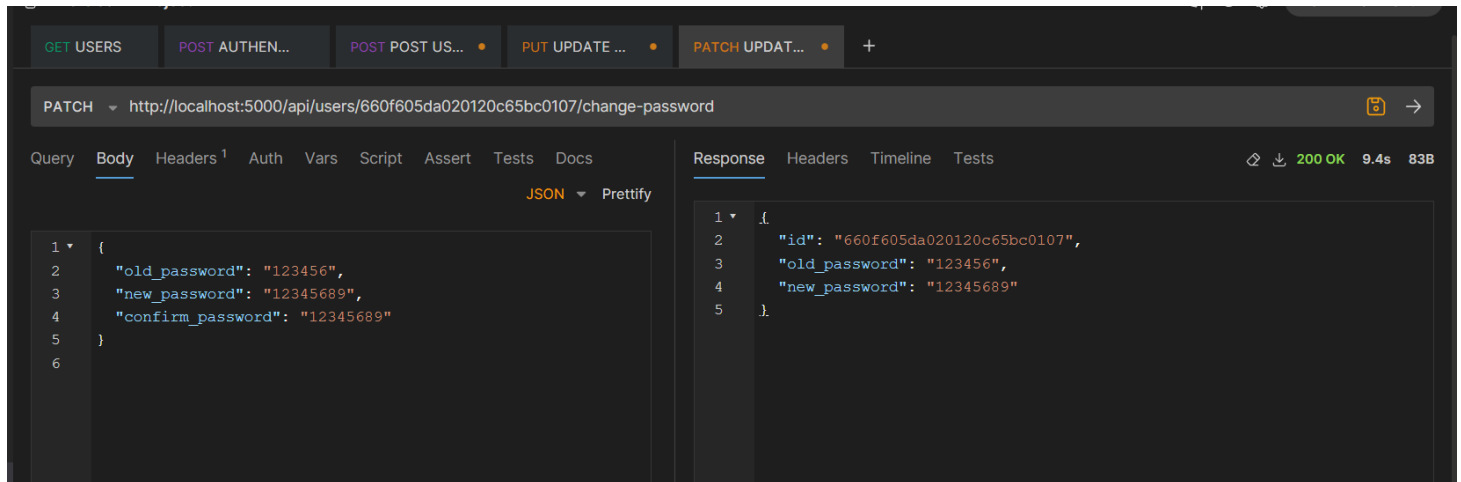 GET USERS POST AUTHEN... POST POST US... PUT UPDATE ... PATCH UPDAT... +
PATCH http://localhost:5000/api/users/660f605da020120c65bc0107/change-password
Query Body Headers 1 Auth Vars Script Assert Tests Docs
JSON Prettify
1 {
2 "old_password": "123456",
3 "new_password": "12345689",
4 "confirm_password": "12345689"
5 }
6
Response Headers Timeline Tests 200 OK 9.4s 83B
1 {
2 "id": "660f605da020120c65bc0107",
3 "old_password": "123456",
4 "new_password": "12345689"
5 }